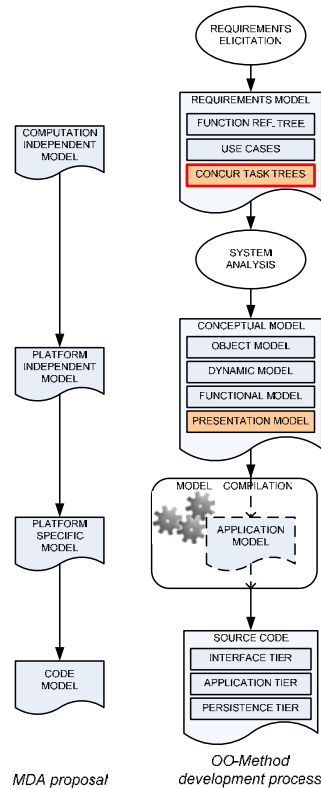 REQUIREMENTS
ELICITATION
REQUIREMENTS MODEL
FUNCTION REF. TREE
USE CASES
CONCUR TASK TREES
COMPUTATION
INDEPENDENT
MODEL
SYSTEM
ANALYSIS
CONCEPTUAL MODEL
OBJECT MODEL
DYNAMIC MODEL
FUNCTIONAL MODEL
PRESENTATION MODEL
PLATFORM
INDEPENDENT
MODEL
MODEL COMPILATION
APPLICATION
MODEL
PLATFORM
SPECIFIC
MODEL
SOURCE CODE
INTERFACE TIER
APPLICATION TIER
PERSISTENCE TIER
CODE
MODEL
MDA proposal
OO-Method
development process